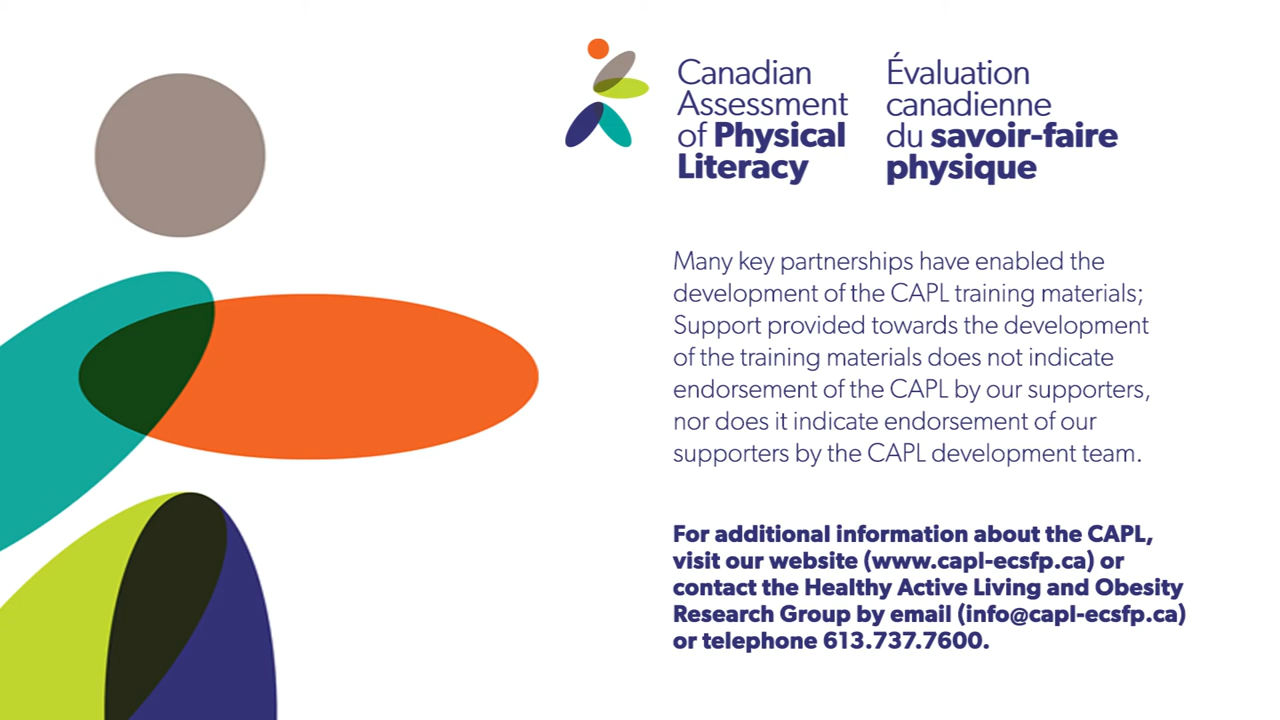 Canadian
Assessment
of Physical
Literacy
Évaluation
canadienne
du savoir-faire
physique
Many key partnerships have enabled the
development of the CAPL training materials;
Support provided towards the development
of the training materials does not indicate
endorsement of the CAPL by our supporters,
nor does it indicate endorsement of our
supporters by the CAPL development team.
For additional information about the CAPL,
visit our website (www.capl-ecsfp.ca) or
contact the Healthy Active Living and Obesity
Research Group by email (info@capl-ecsfp.ca)
or telephone 613.737.7600.